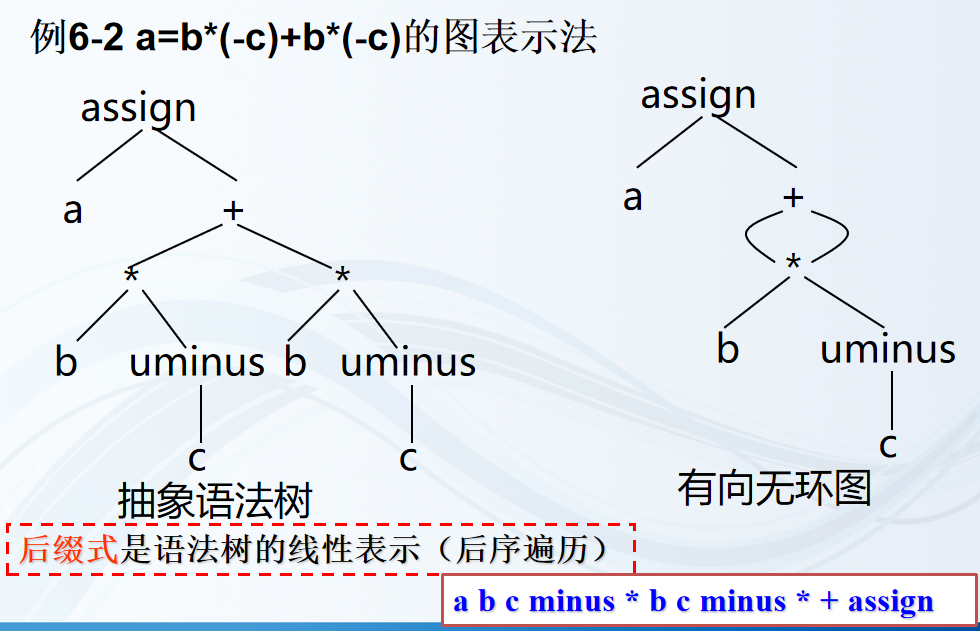 例6-2 a=b*(-c)+b*(-c)的图表示法
assign
a
+
*
*
b
uminus
b
uminus
c
c
抽象语法树
assign
a
+
*
b
uminus
c
有向无环图
后缀式是语法树的线性表示（后序遍历）
a b c minus * b c minus * + assign